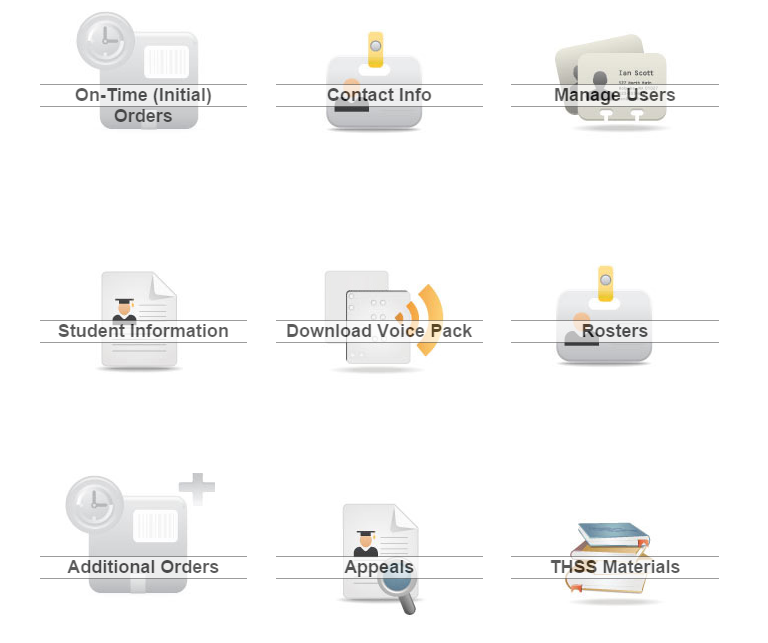 On-Time (Initial)
Orders
Contact Info
Ian Scott
Manage Users
Student Information
Download Voice Pack
Rosters
Additional Orders
Appeals
THSS Materials